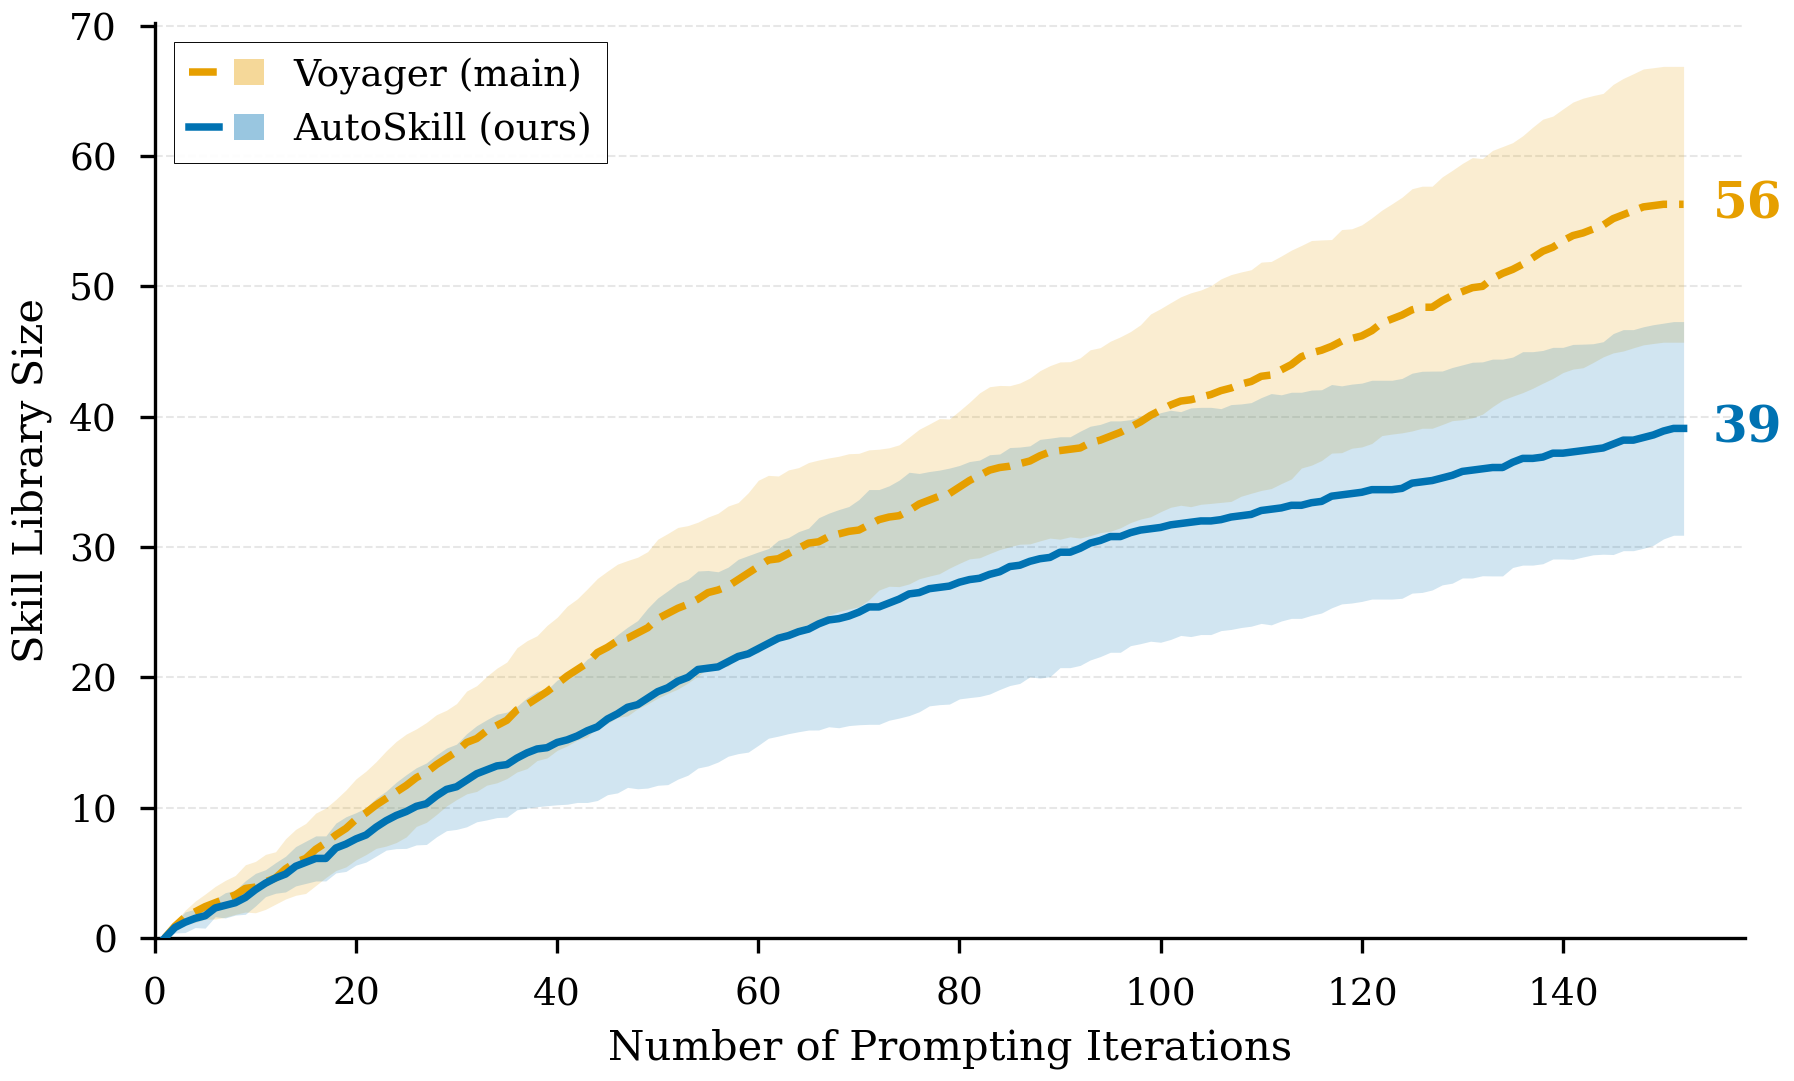 70
60
50
40
30
20
10
0
Skill Library Size
Voyager (main)
AutoSkill (ours)
56
39
0 20 40 60 80 100 120 140
Number of Prompting Iterations